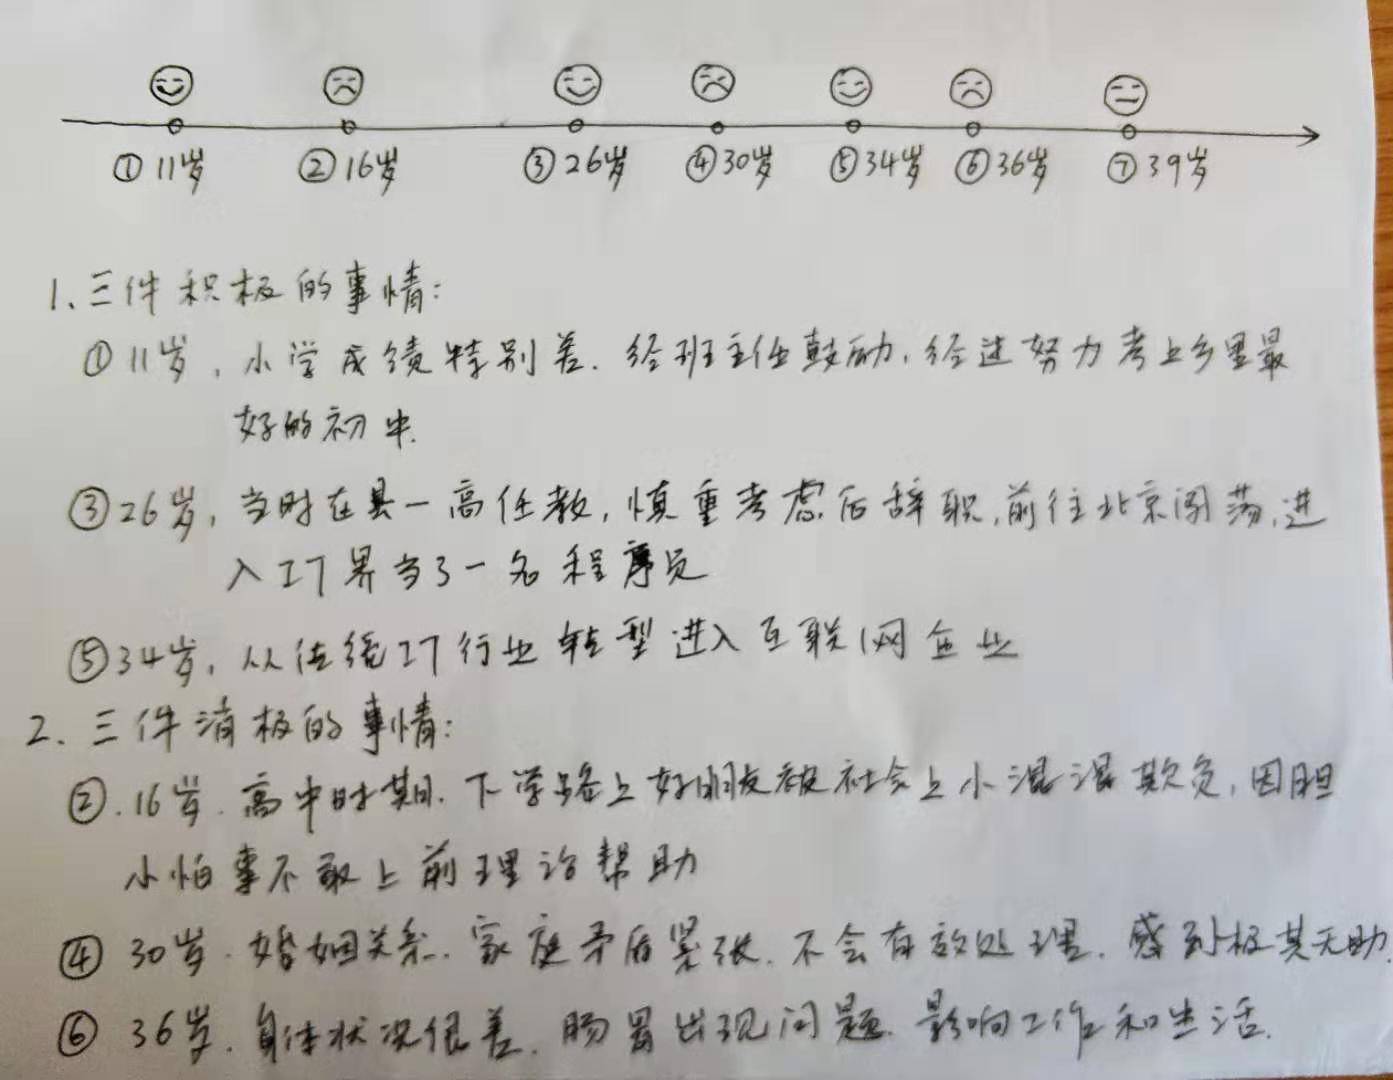 ①11岁 ②16岁 ③26岁 ④30岁 ⑤34岁 ⑥36岁 ⑦39岁
1、三件积极的事情:
①11岁,小学成绩特别差.经班主任鼓励,经过努力考上乡里最
好的初中.
③26岁,当时在县一高任教,慎重考虑后辞职,前往北京闯荡,进
入IT界当了一名程序员
⑤34岁,从传统IT行业转型进入互联网企业
2、三件消极的事情:
②.16岁.高中时期.下学路上好朋友被社会上小混混欺负,因胆
小怕事不敢上前理论帮助
④30岁.婚姻关系.家庭矛盾紧张.不会有效处理.感到极其无助.
⑥36岁.身体状况很差.肠胃出现问题.影响工作和生活.